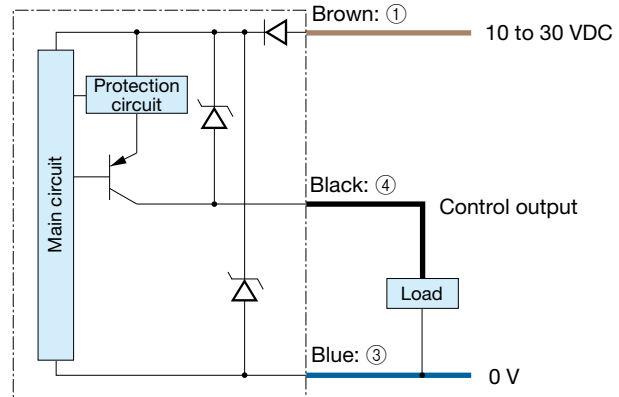 Brown: ①
10 to 30 VDC
Protection
circuit
Main circuit
Black: ④
Control output
Load
Blue: ③
0 V